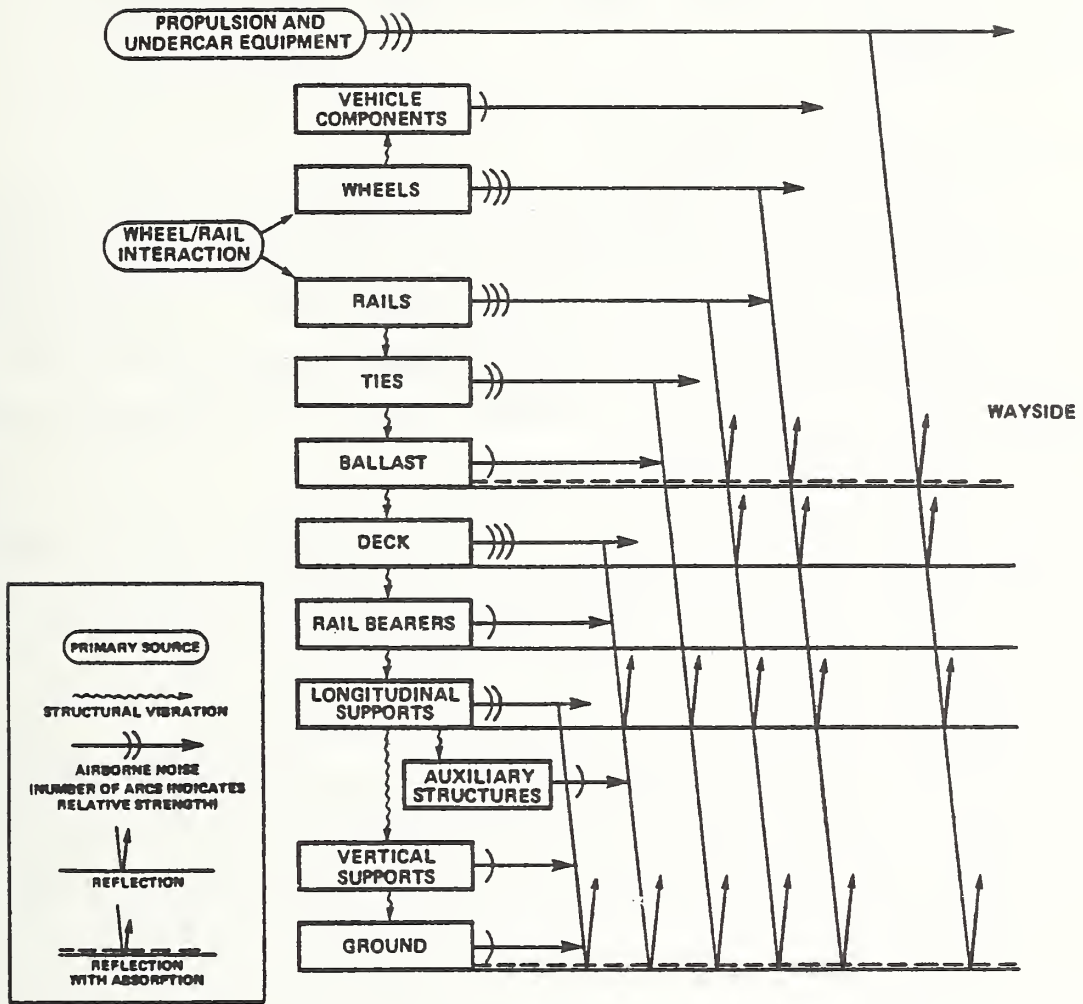 PROPULSION AND
UNDERCAR EQUIPMENT
VEHICLE
COMPONENTS
WHEELS
WHEEL/RAIL
INTERACTION
RAILS
TIES
WAYSIDE
BALLAST
DECK
RAIL BEARERS
LONGITUDINAL
SUPPORTS
AUXILIARY
STRUCTURES
VERTICAL
SUPPORTS
GROUND
PRIMARY SOURCE
STRUCTURAL VIBRATION
AIRBORNE NOISE
(NUMBER OF ARCS INDICATES
RELATIVE STRENGTH)
REFLECTION
REFLECTION
WITH ABSORPTION